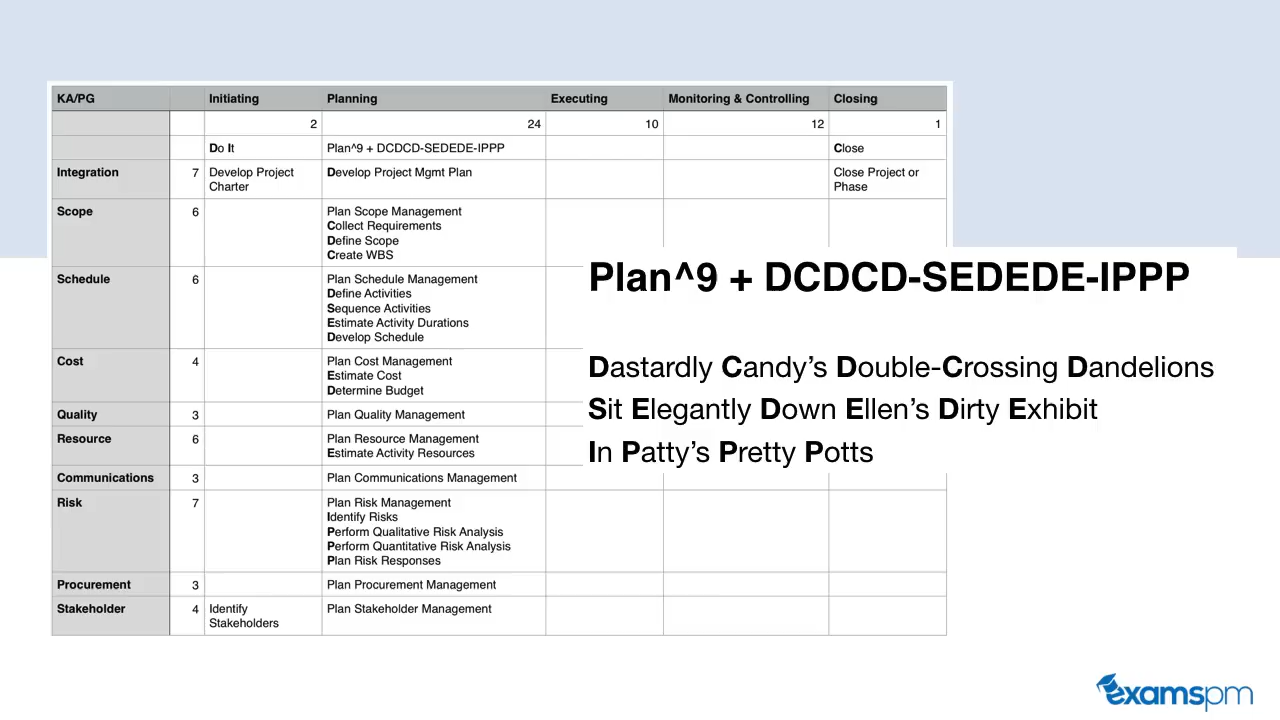 KA/PG Initiating Planning Executing Monitoring & Controlling Closing
2 24 10 12 1
Do It Plan^9 + DCDCD-SEDEDE-IPPP Close
Integration 7 Develop Project Develop Project Mgmt Plan Close Project or
Charter Phase
Scope 6 Plan Scope Management
Collect Requirements
Define Scope
Create WBS
Schedule 6 Plan Schedule Management
Define Activities
Sequence Activities
Estimate Activity Durations
Develop Schedule
Cost 4 Plan Cost Management
Estimate Cost
Determine Budget
Quality 3 Plan Quality Management
Resource 6 Plan Resource Management
Estimate Activity Resources
Communications 3 Plan Communications Management
Risk 7 Plan Risk Management
Identify Risks
Perform Qualitative Risk Analysis
Perform Quantitative Risk Analysis
Plan Risk Responses
Procurement 3 Plan Procurement Management
Stakeholder 4 Identify Plan Stakeholder Management
Stakeholders
Plan^9 + DCDCD-SEDEDE-IPPP
Dastardly Candy's Double-Crossing Dandelions
Sit Elegantly Down Ellen's Dirty Exhibit
In Patty's Pretty Potts
examspm